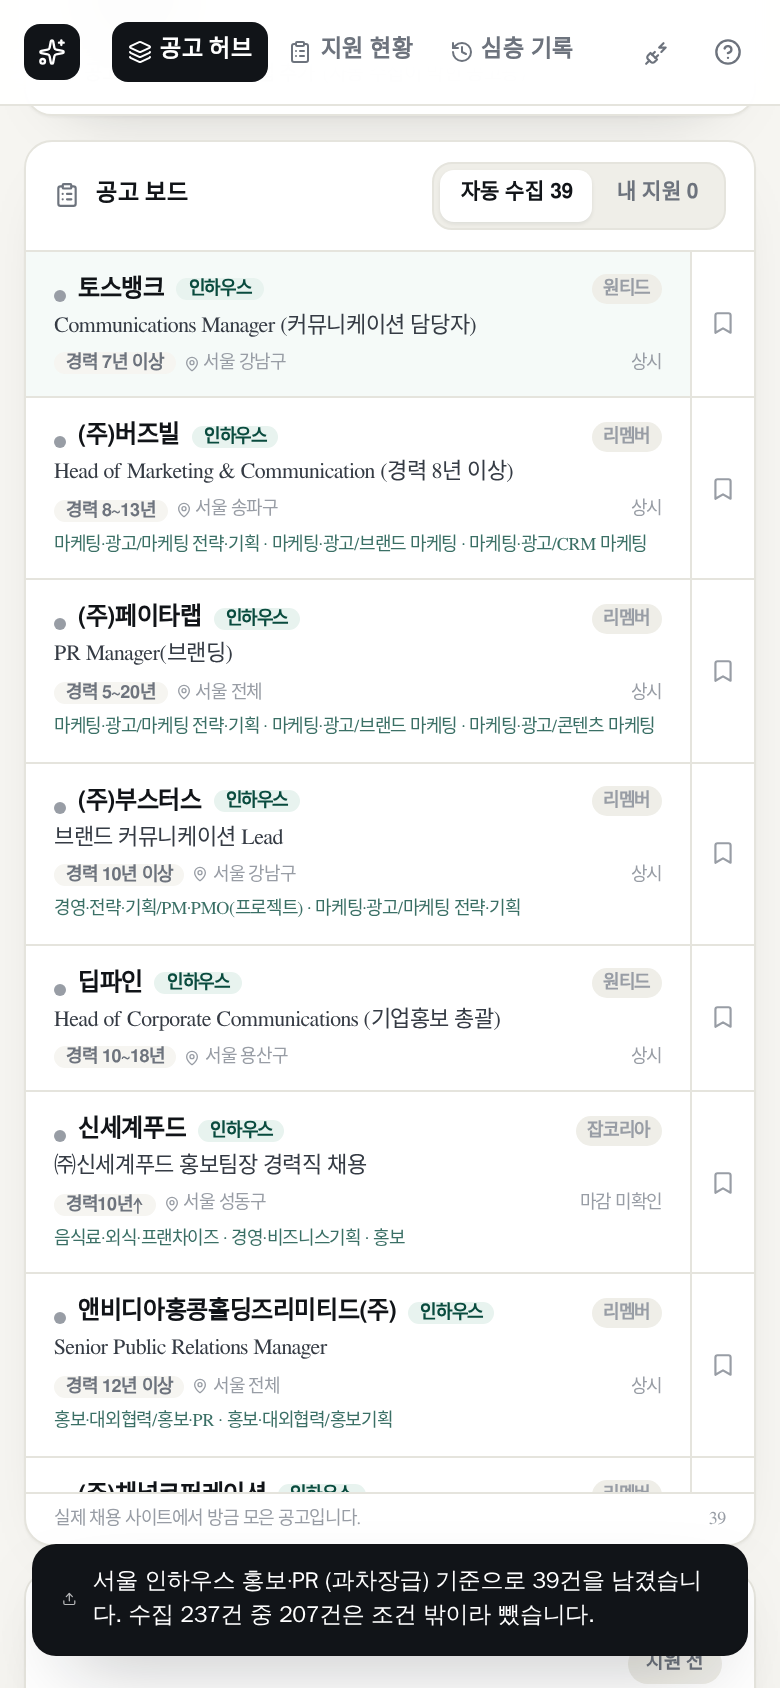 공고 허브
지원 현황
심층 기록
공고 보드
자동 수집 39
내 지원 0
토스뱅크 인하우스 원티드
Communications Manager (커뮤니케이션 담당자)
경력 7년 이상 서울 강남구 상시
(주)버즈빌 인하우스 리멤버
Head of Marketing & Communication (경력 8년 이상)
경력 8~13년 서울 송파구 상시
마케팅·광고/마케팅 전략·기획 · 마케팅·광고/브랜드 마케팅 · 마케팅·광고/CRM 마케팅
(주)페이타랩 인하우스 리멤버
PR Manager(브랜딩)
경력 5~20년 서울 전체 상시
마케팅·광고/마케팅 전략·기획 · 마케팅·광고/브랜드 마케팅 · 마케팅·광고/콘텐츠 마케팅
(주)부스터스 인하우스 리멤버
브랜드 커뮤니케이션 Lead
경력 10년 이상 서울 강남구 상시
경영·전략·기획/PM·PMO(프로젝트) · 마케팅·광고/마케팅 전략·기획
딥파인 인하우스 원티드
Head of Corporate Communications (기업홍보 총괄)
경력 10~18년 서울 용산구 상시
신세계푸드 인하우스 잡코리아
㈜신세계푸드 홍보팀장 경력직 채용
경력10년↑ 서울 성동구 마감 미확인
음식료·외식·프랜차이즈 · 경영·비즈니스기획 · 홍보
앤비디아홍콩홀딩즈리미티드(주) 인하우스 리멤버
Senior Public Relations Manager
경력 12년 이상 서울 전체 상시
홍보·대외협력/홍보·PR · 홍보·대외협력/홍보기획
(주)채널코퍼레이션 인하우스 리멤버
실제 채용 사이트에서 방금 모은 공고입니다. 39
서울 인하우스 홍보·PR (과차장급) 기준으로 39건을 남겼습니
다. 수집 237건 중 207건은 조건 밖이라 뺐습니다.
지원 전